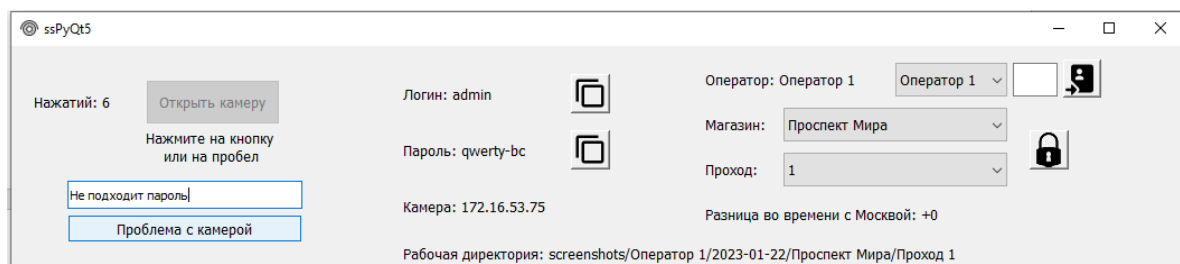 ssPyQt5
Нажатий: 6
Открыть камеру
Нажмите на кнопку
или на пробел
Не подходит пароль
Проблема с камерой
Логин: admin
Пароль: qwerty-bc
Камера: 172.16.53.75
Оператор: Оператор 1
Оператор 1
Магазин:
Проспект Мира
Проход:
1
Разница во времени с Москвой: +0
Рабочая директория: screenshots/Оператор 1/2023-01-22/Проспект Мира/Проход 1